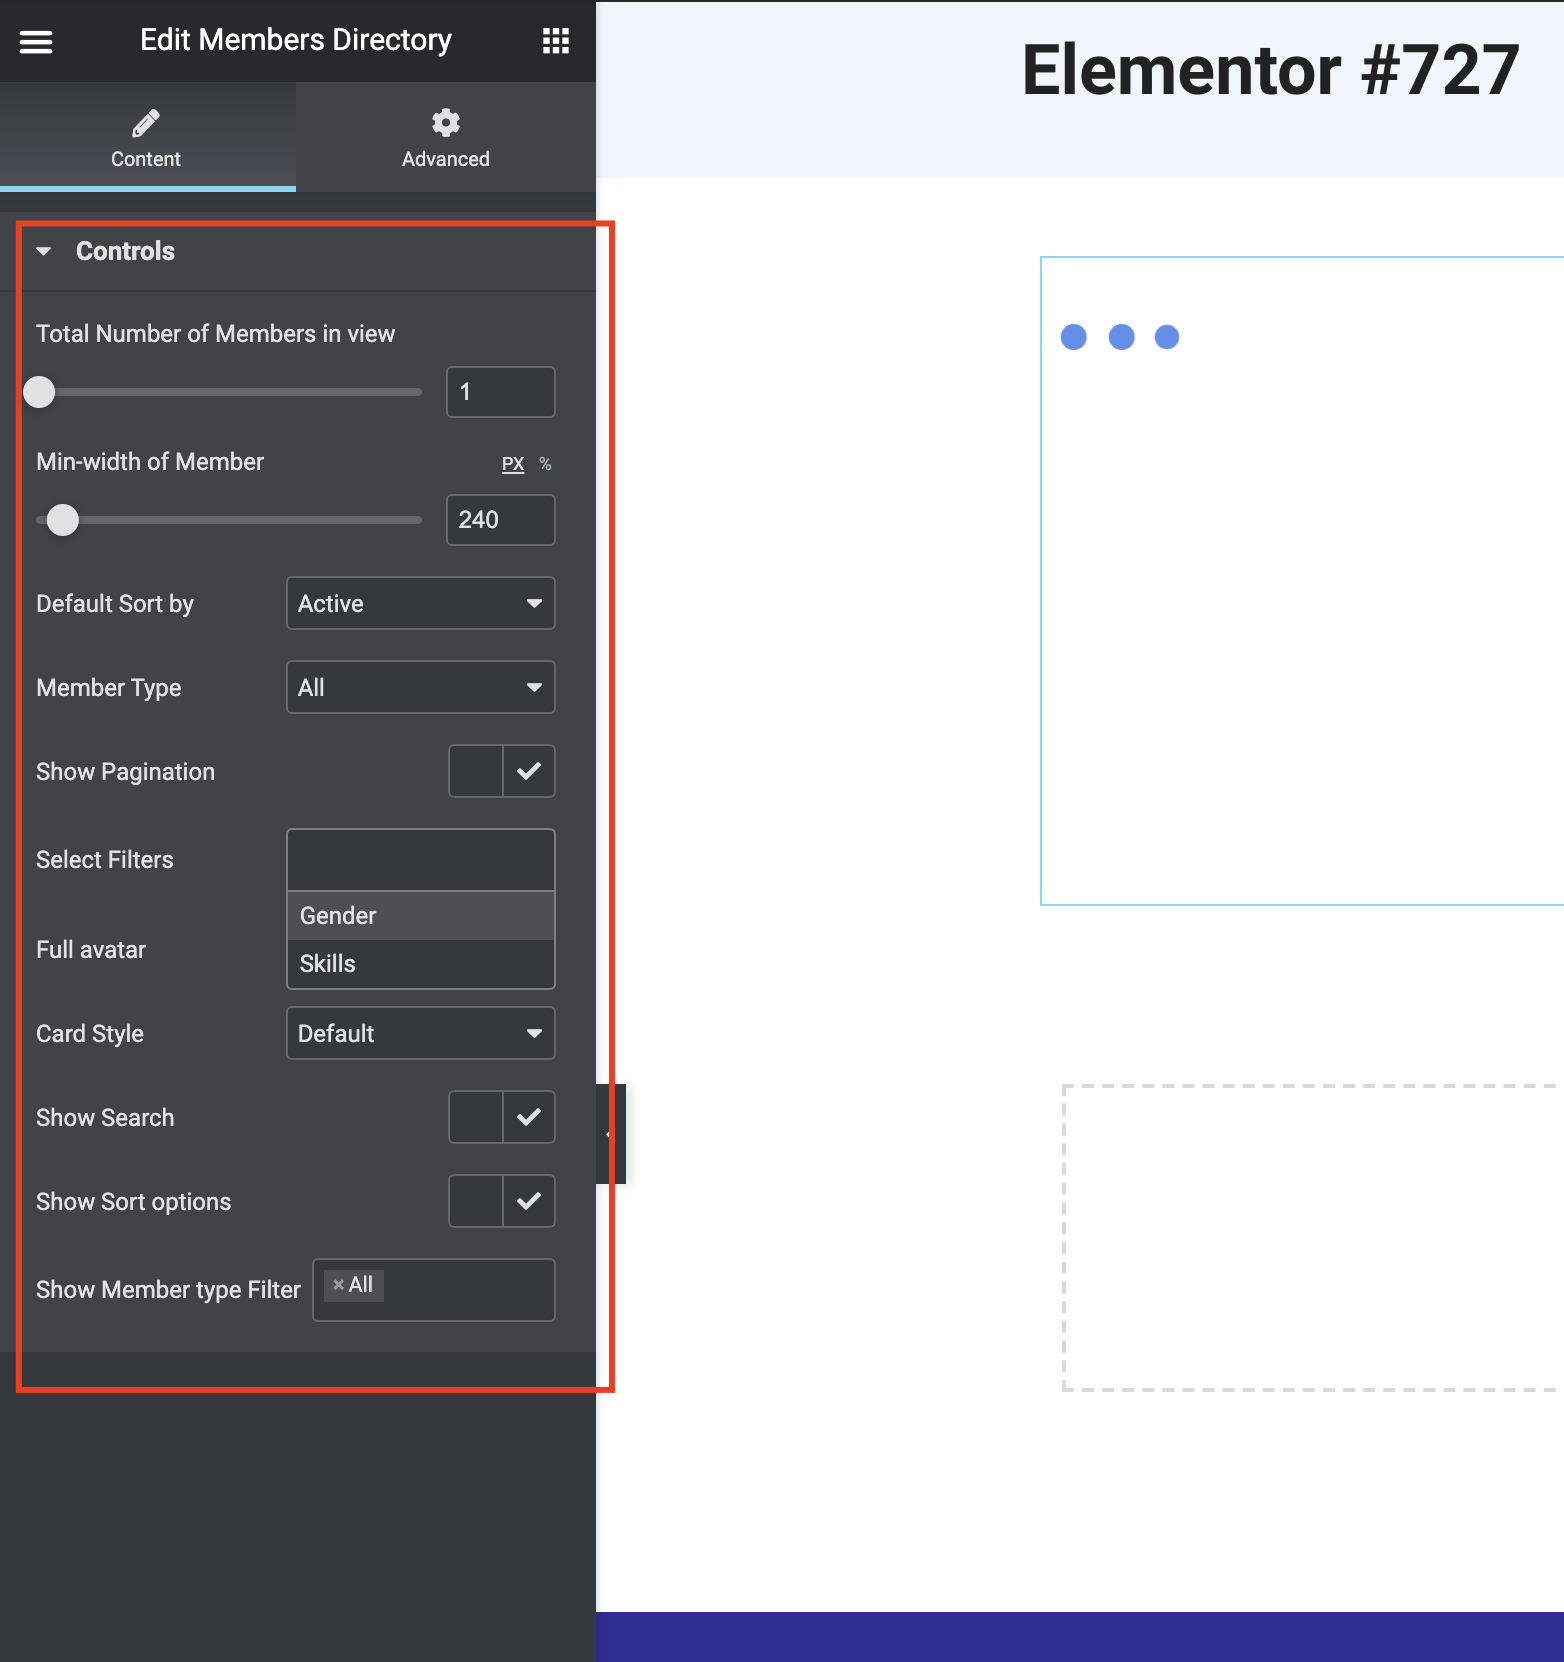 Edit Members Directory
Elementor #727
Content
Advanced
Controls
Total Number of Members in view
1
Min-width of Member
PX %
240
Default Sort by
Active
Member Type
All
Show Pagination
Select Filters
Gender
Full avatar
Skills
Card Style
Default
Show Search
Show Sort options
Show Member type Filter
×All